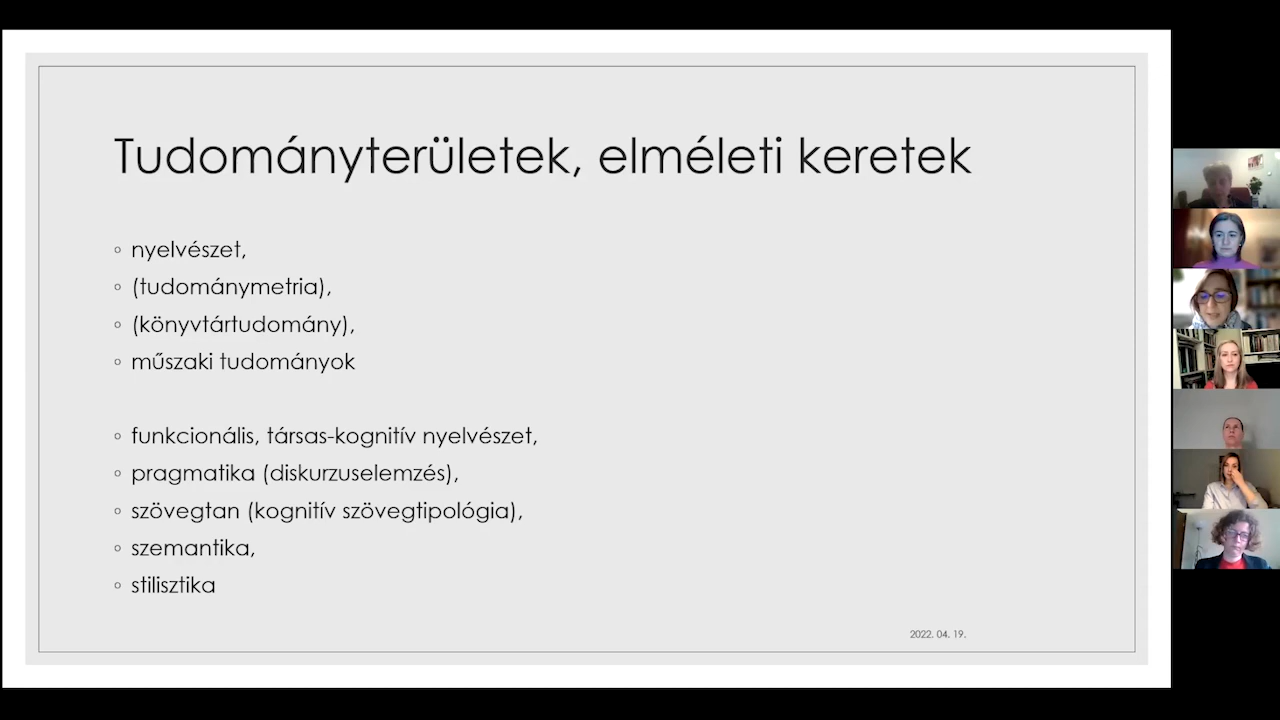 Tudományterületek, elméleti keretek
nyelvészet,
(tudománymetria),
(könyvtártudomány),
műszaki tudományok
funkcionális, társas-kognitív nyelvészet,
pragmatika (diskurzuselemzés),
szövegtan (kognitív szövegtipológia),
szemantika,
stilisztika
2022. 04. 19.